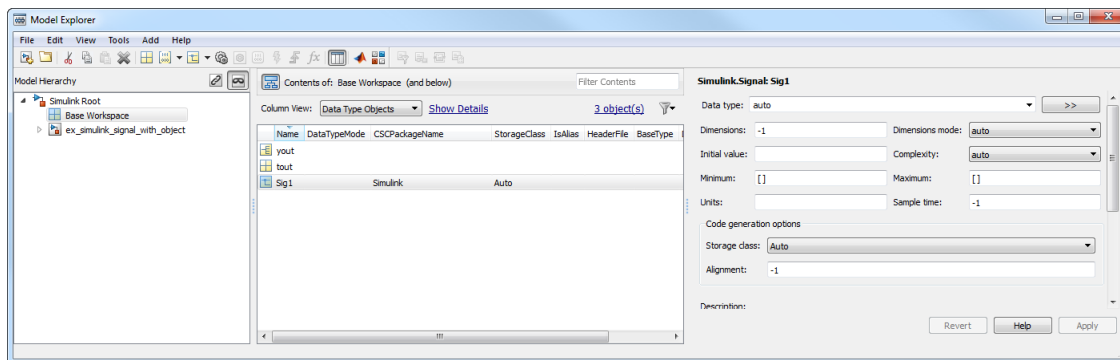 Model Explorer
File Edit View Tools Add Help
Model Hierarchy
Simulink Root
Base Workspace
ex_simulink_signal_with_object
Contents of: Base Workspace (and below)
Filter Contents
Column View: Data Type Objects Show Details 3 object(s)
Name DataTypeMode CSCPackageName StorageClass IsAlias HeaderFile BaseType
yout
tout
Sig1 Simulink Auto
Simulink.Signal: Sig1
Data type: auto >>
Dimensions: -1 Dimensions mode: auto
Initial value: Complexity: auto
Minimum: [] Maximum: []
Units: Sample time: -1
Code generation options
Storage class: Auto
Alignment: -1
Description:
Revert Help Apply